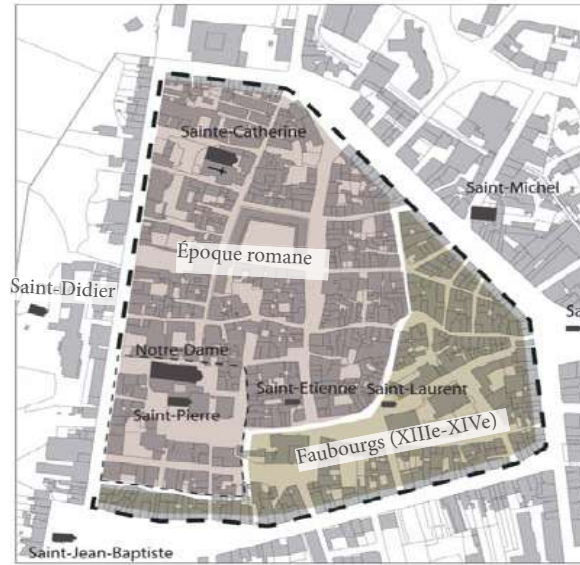 Sainte-Catherine
Saint-Michel
Époque romane
Saint-Didier
Sa
Notre-Dame
Saint-Etienne
Saint-Laurent
Saint-Pierre
Faubourgs (XIIIe-XIVe)
Saint-Jean-Baptiste